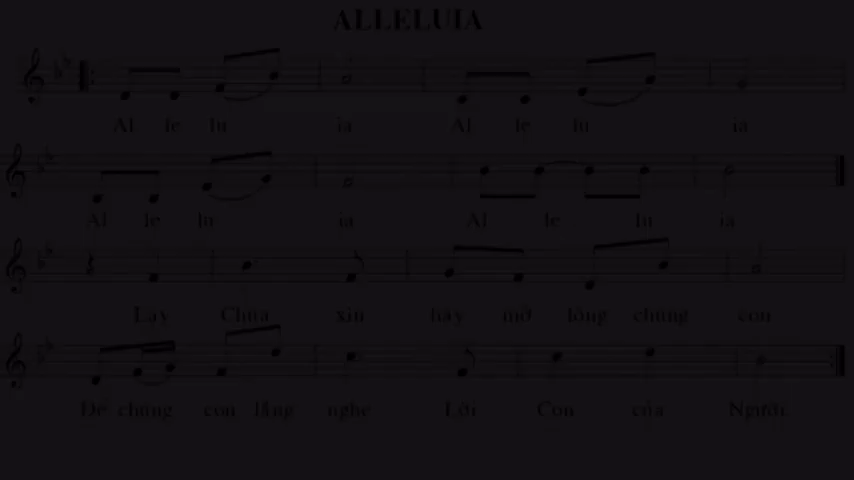 ALLELUIA
Al le lu ia Al le lu ia
Al le lu ia Al le lu ia
Lạy Chúa xin hãy mở lòng chúng con
Để chúng con lắng nghe Lời Con của Người.